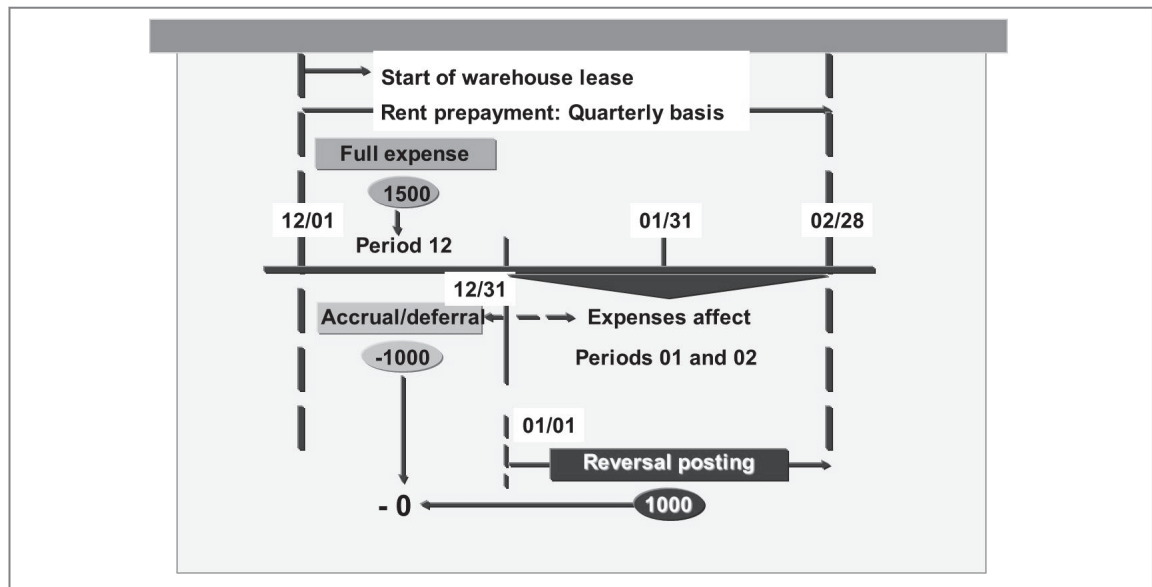 Start of warehouse lease
Rent prepayment: Quarterly basis
Full expense
1500
12/01
01/31
02/28
Period 12
12/31
Accrual/deferral
Expenses affect
-1000
Periods 01 and 02
01/01
Reversal posting
- 0
1000